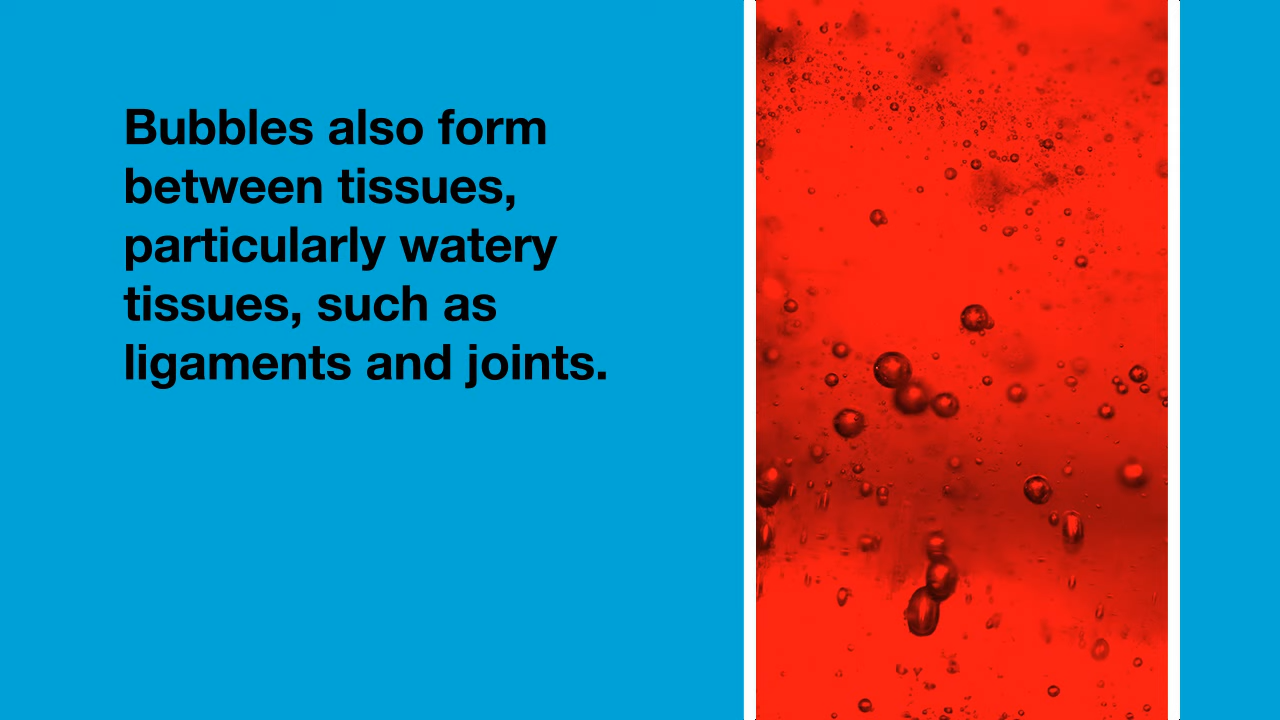 Bubbles also form
between tissues,
particularly watery
tissues, such as
ligaments and joints.